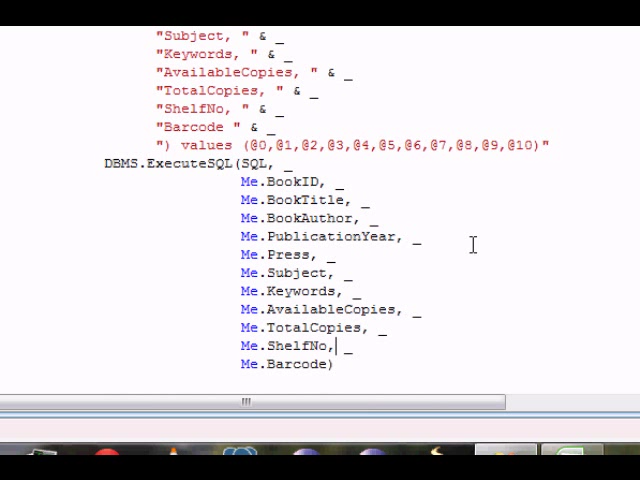 "Subject, " & _
"Keywords, " & _
"AvailableCopies, " & _
"TotalCopies, " & _
"ShelfNo, " & _
"Barcode " & _
") values (@0,@1,@2,@3,@4,@5,@6,@7,@8,@9,@10)"
DBMS.ExecuteSQL(SQL, _
Me.BookID, _
Me.BookTitle, _
Me.BookAuthor, _
Me.PublicationYear, _
Me.Press, _
Me.Subject, _
Me.Keywords, _
Me.AvailableCopies, _
Me.TotalCopies, _
Me.ShelfNo, _
Me.Barcode)